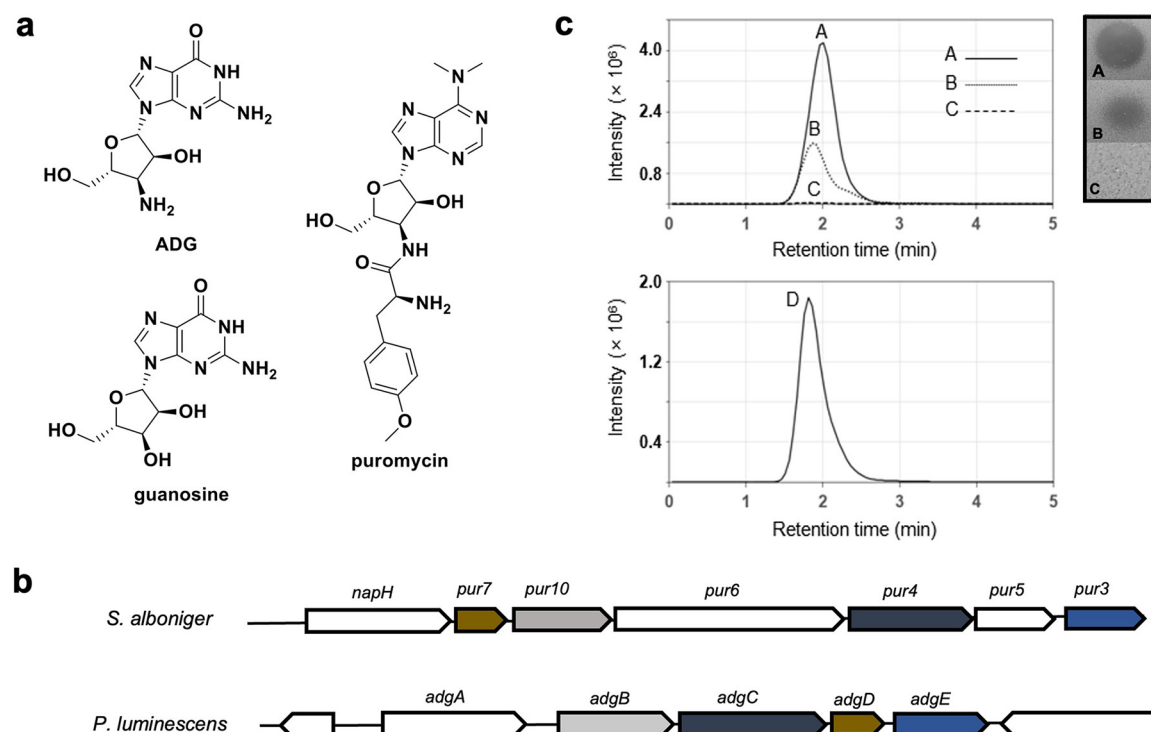 a
O
N
NH
N
N
NH2
O
HO
OH
NH2
ADG
O
N
NH
N
N
NH2
O
HO
OH
OH
guanosine
N
N
N
N
N
O
HO
OH
NH
O
NH2
O
puromycin
c
Intensity (× 10⁶)
4.0
2.4
0.8
A
B
C
A
B
C
0 1 2 3 4 5
Retention time (min)
A
B
C
Intensity (× 10⁶)
2.0
1.2
0.4
D
0 1 2 3 4 5
Retention time (min)
b
S. alboniger
napH pur7 pur10 pur6 pur4 pur5 pur3
P. luminescens
adgA adgB adgC adgD adgE